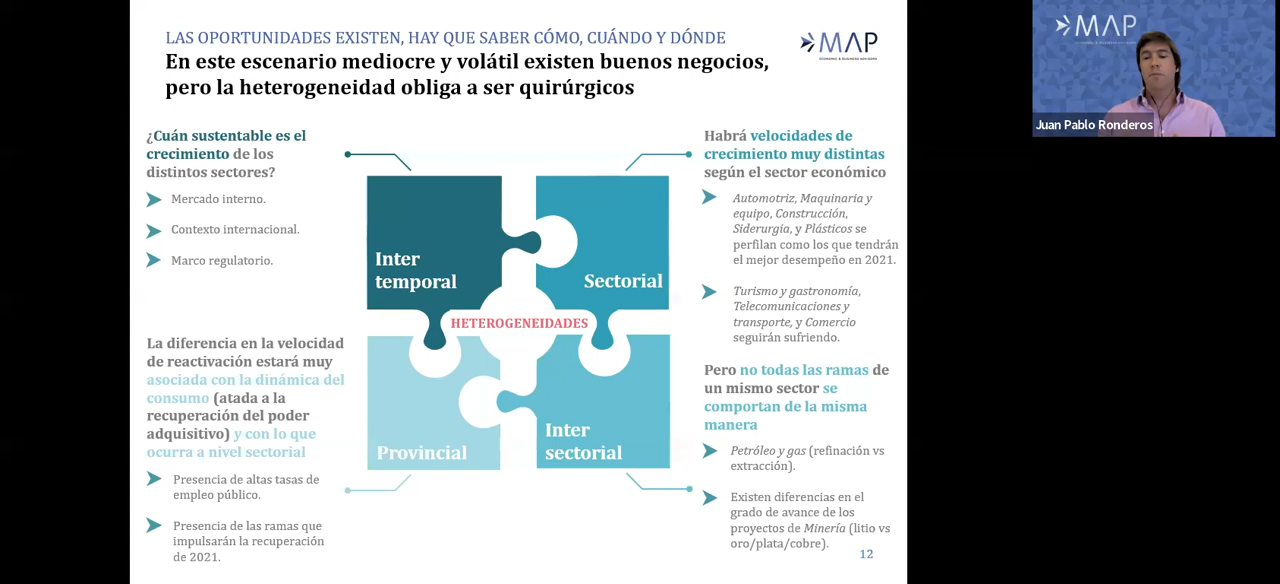 LAS OPORTUNIDADES EXISTEN, HAY QUE SABER CÓMO, CUÁNDO Y DÓNDE
En este escenario mediocre y volátil existen buenos negocios,
pero la heterogeneidad obliga a ser quirúrgicos
MAP
ECONOMIC & BUSINESS ADVISORS
MAP
Juan Pablo Ronderos
¿Cuán sustentable es el
crecimiento de los
distintos sectores?
Mercado interno.
Contexto internacional.
Marco regulatorio.
La diferencia en la velocidad
de reactivación estará muy
asociada con la dinámica del
consumo (atada a la
recuperación del poder
adquisitivo) y con lo que
ocurra a nivel sectorial
Presencia de altas tasas de
empleo público.
Presencia de las ramas que
impulsarán la recuperación
de 2021.
Inter
temporal
Sectorial
HETEROGENEIDADES
Provincial
Inter
sectorial
Habrá velocidades de
crecimiento muy distintas
según el sector económico
Automotriz, Maquinaria y
equipo, Construcción,
Siderurgia, y Plásticos se
perfilan como los que tendrán
el mejor desempeño en 2021.
Turismo y gastronomía,
Telecomunicaciones y
transporte, y Comercio
seguirán sufriendo.
Pero no todas las ramas de
un mismo sector se
comportan de la misma
manera
Petróleo y gas (refinación vs
extracción).
Existen diferencias en el
grado de avance de los
proyectos de Minería (litio vs
oro/plata/cobre).
12